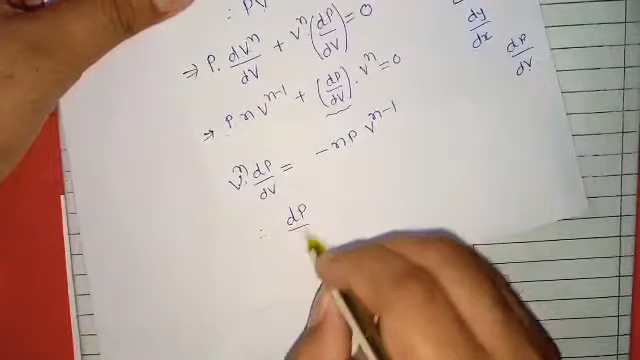 : PV
⇒ P. dVⁿ/dV + Vⁿ(dP/dV) = 0
dy/dx
dP/dV
⇒ P n Vⁿ⁻¹ + (dP/dV). Vⁿ = 0
Vⁿ. dP/dV = -nP Vⁿ⁻¹
: dP